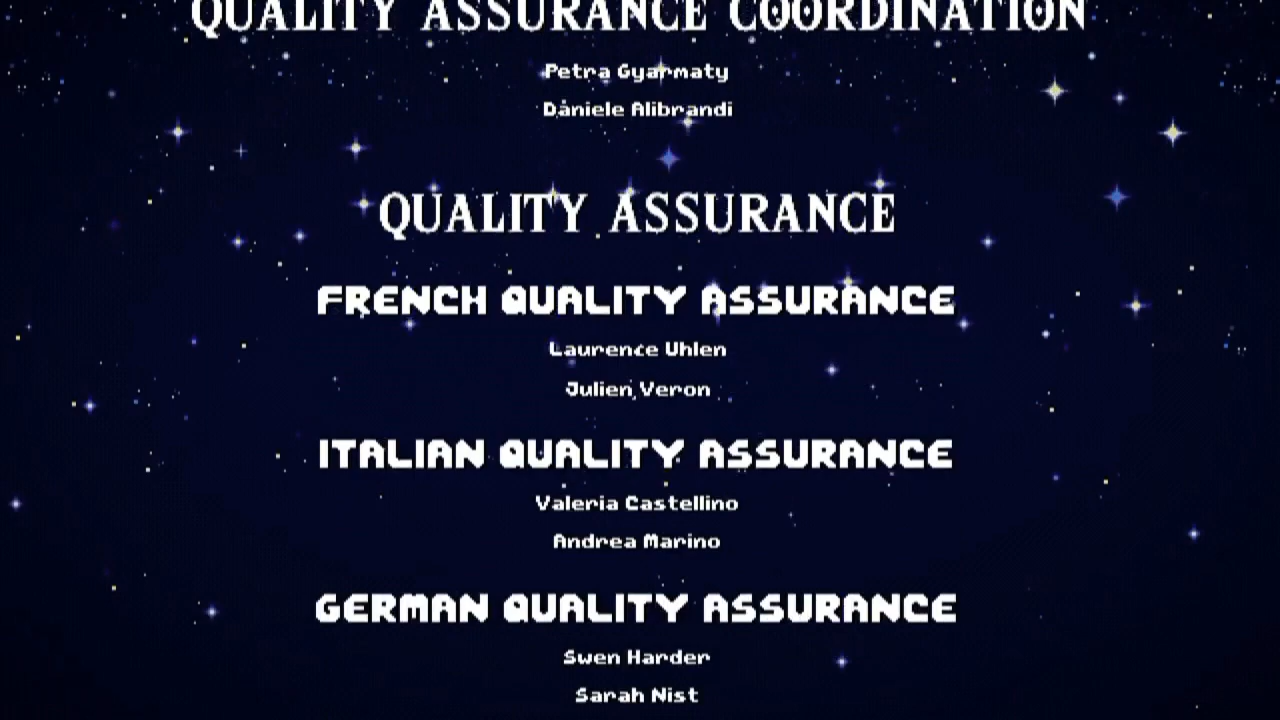 QUALITY ASSURANCE COORDINATION
Petra Gyarmaty
Daniele Alibrandi
QUALITY ASSURANCE
FRENCH QUALITY ASSURANCE
Laurence Uhlen
Julien Veron
ITALIAN QUALITY ASSURANCE
Valeria Castellino
Andrea Marino
GERMAN QUALITY ASSURANCE
Swen Harder
Sarah Nist